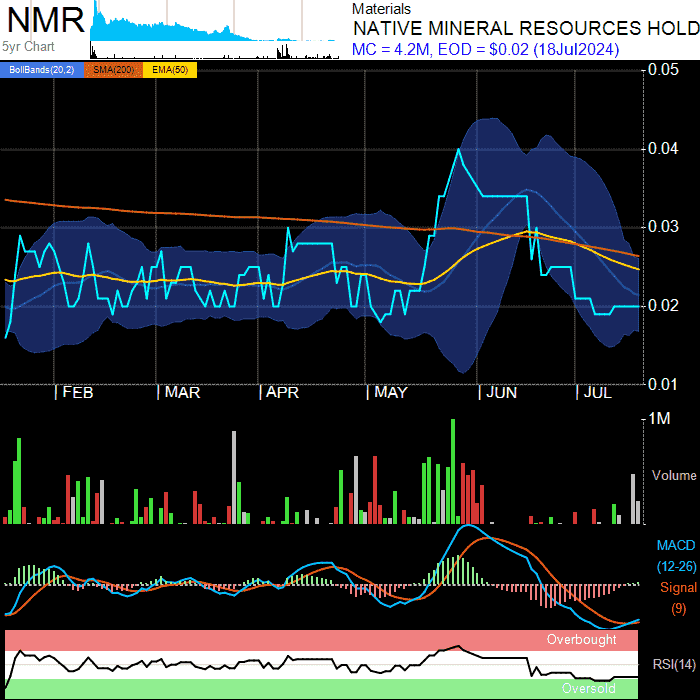 NMR
5yr Chart
Materials
NATIVE MINERAL RESOURCES HOLD
MC = 4.2M, EOD = $0.02 (18Jul2024)
BollBands(20,2) SMA(200) EMA(50)
0.05
0.04
0.03
0.02
0.01
| FEB | MAR | APR | MAY | JUN | JUL
1M
Volume
MACD
(12-26)
Signal
(9)
Overbought
RSI(14)
Oversold